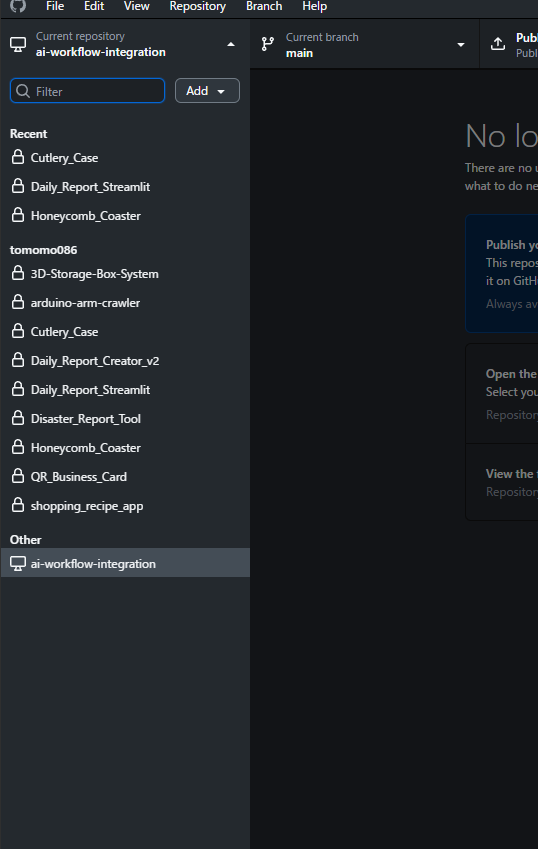 File Edit View Repository Branch Help
Current repository
ai-workflow-integration
Current branch
main
Publ
Publ
Filter
Add
Recent
Cutlery_Case
Daily_Report_Streamlit
Honeycomb_Coaster
tomomo086
3D-Storage-Box-System
arduino-arm-crawler
Cutlery_Case
Daily_Report_Creator_v2
Daily_Report_Streamlit
Disaster_Report_Tool
Honeycomb_Coaster
QR_Business_Card
shopping_recipe_app
Other
ai-workflow-integration
No lo
There are no u
what to do ne
Publish yo
This repos
it on GitH
Always av
Open the
Select you
Repositor
View the
Repositor